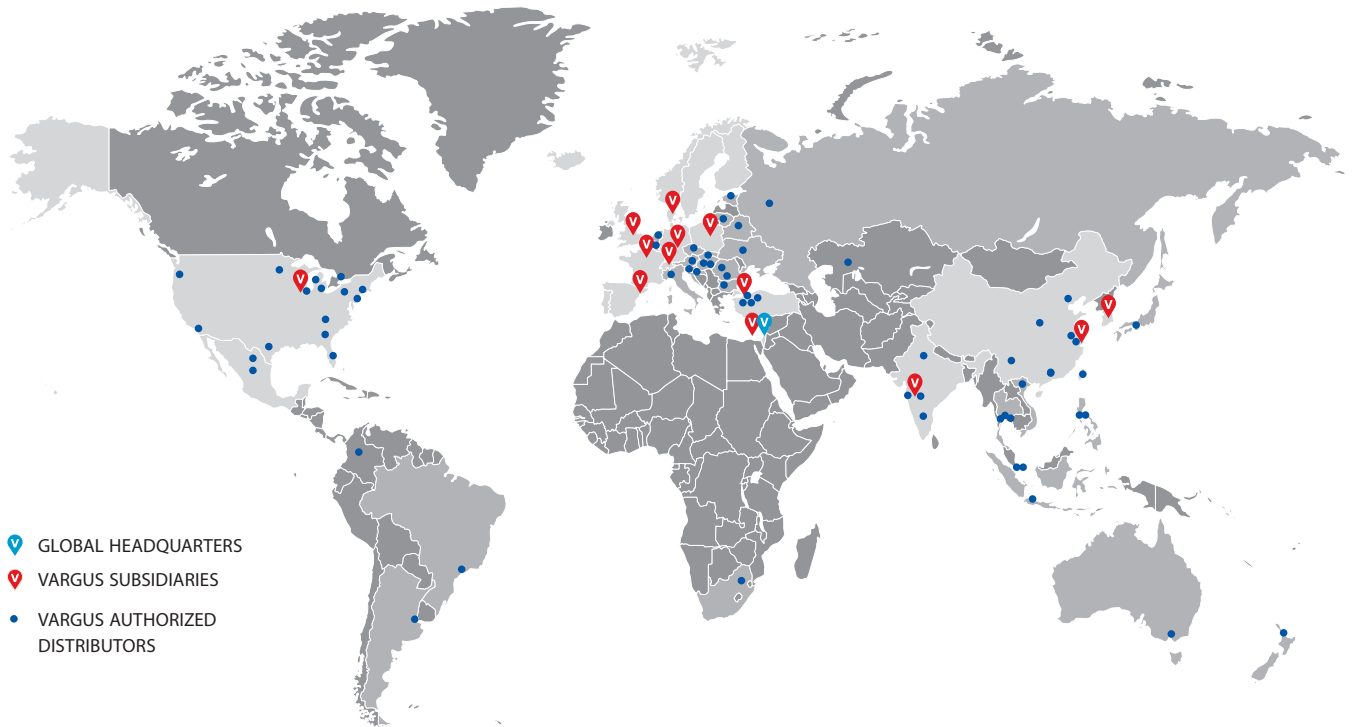 GLOBAL HEADQUARTERS
VARGUS SUBSIDIARIES
VARGUS AUTHORIZED
DISTRIBUTORS